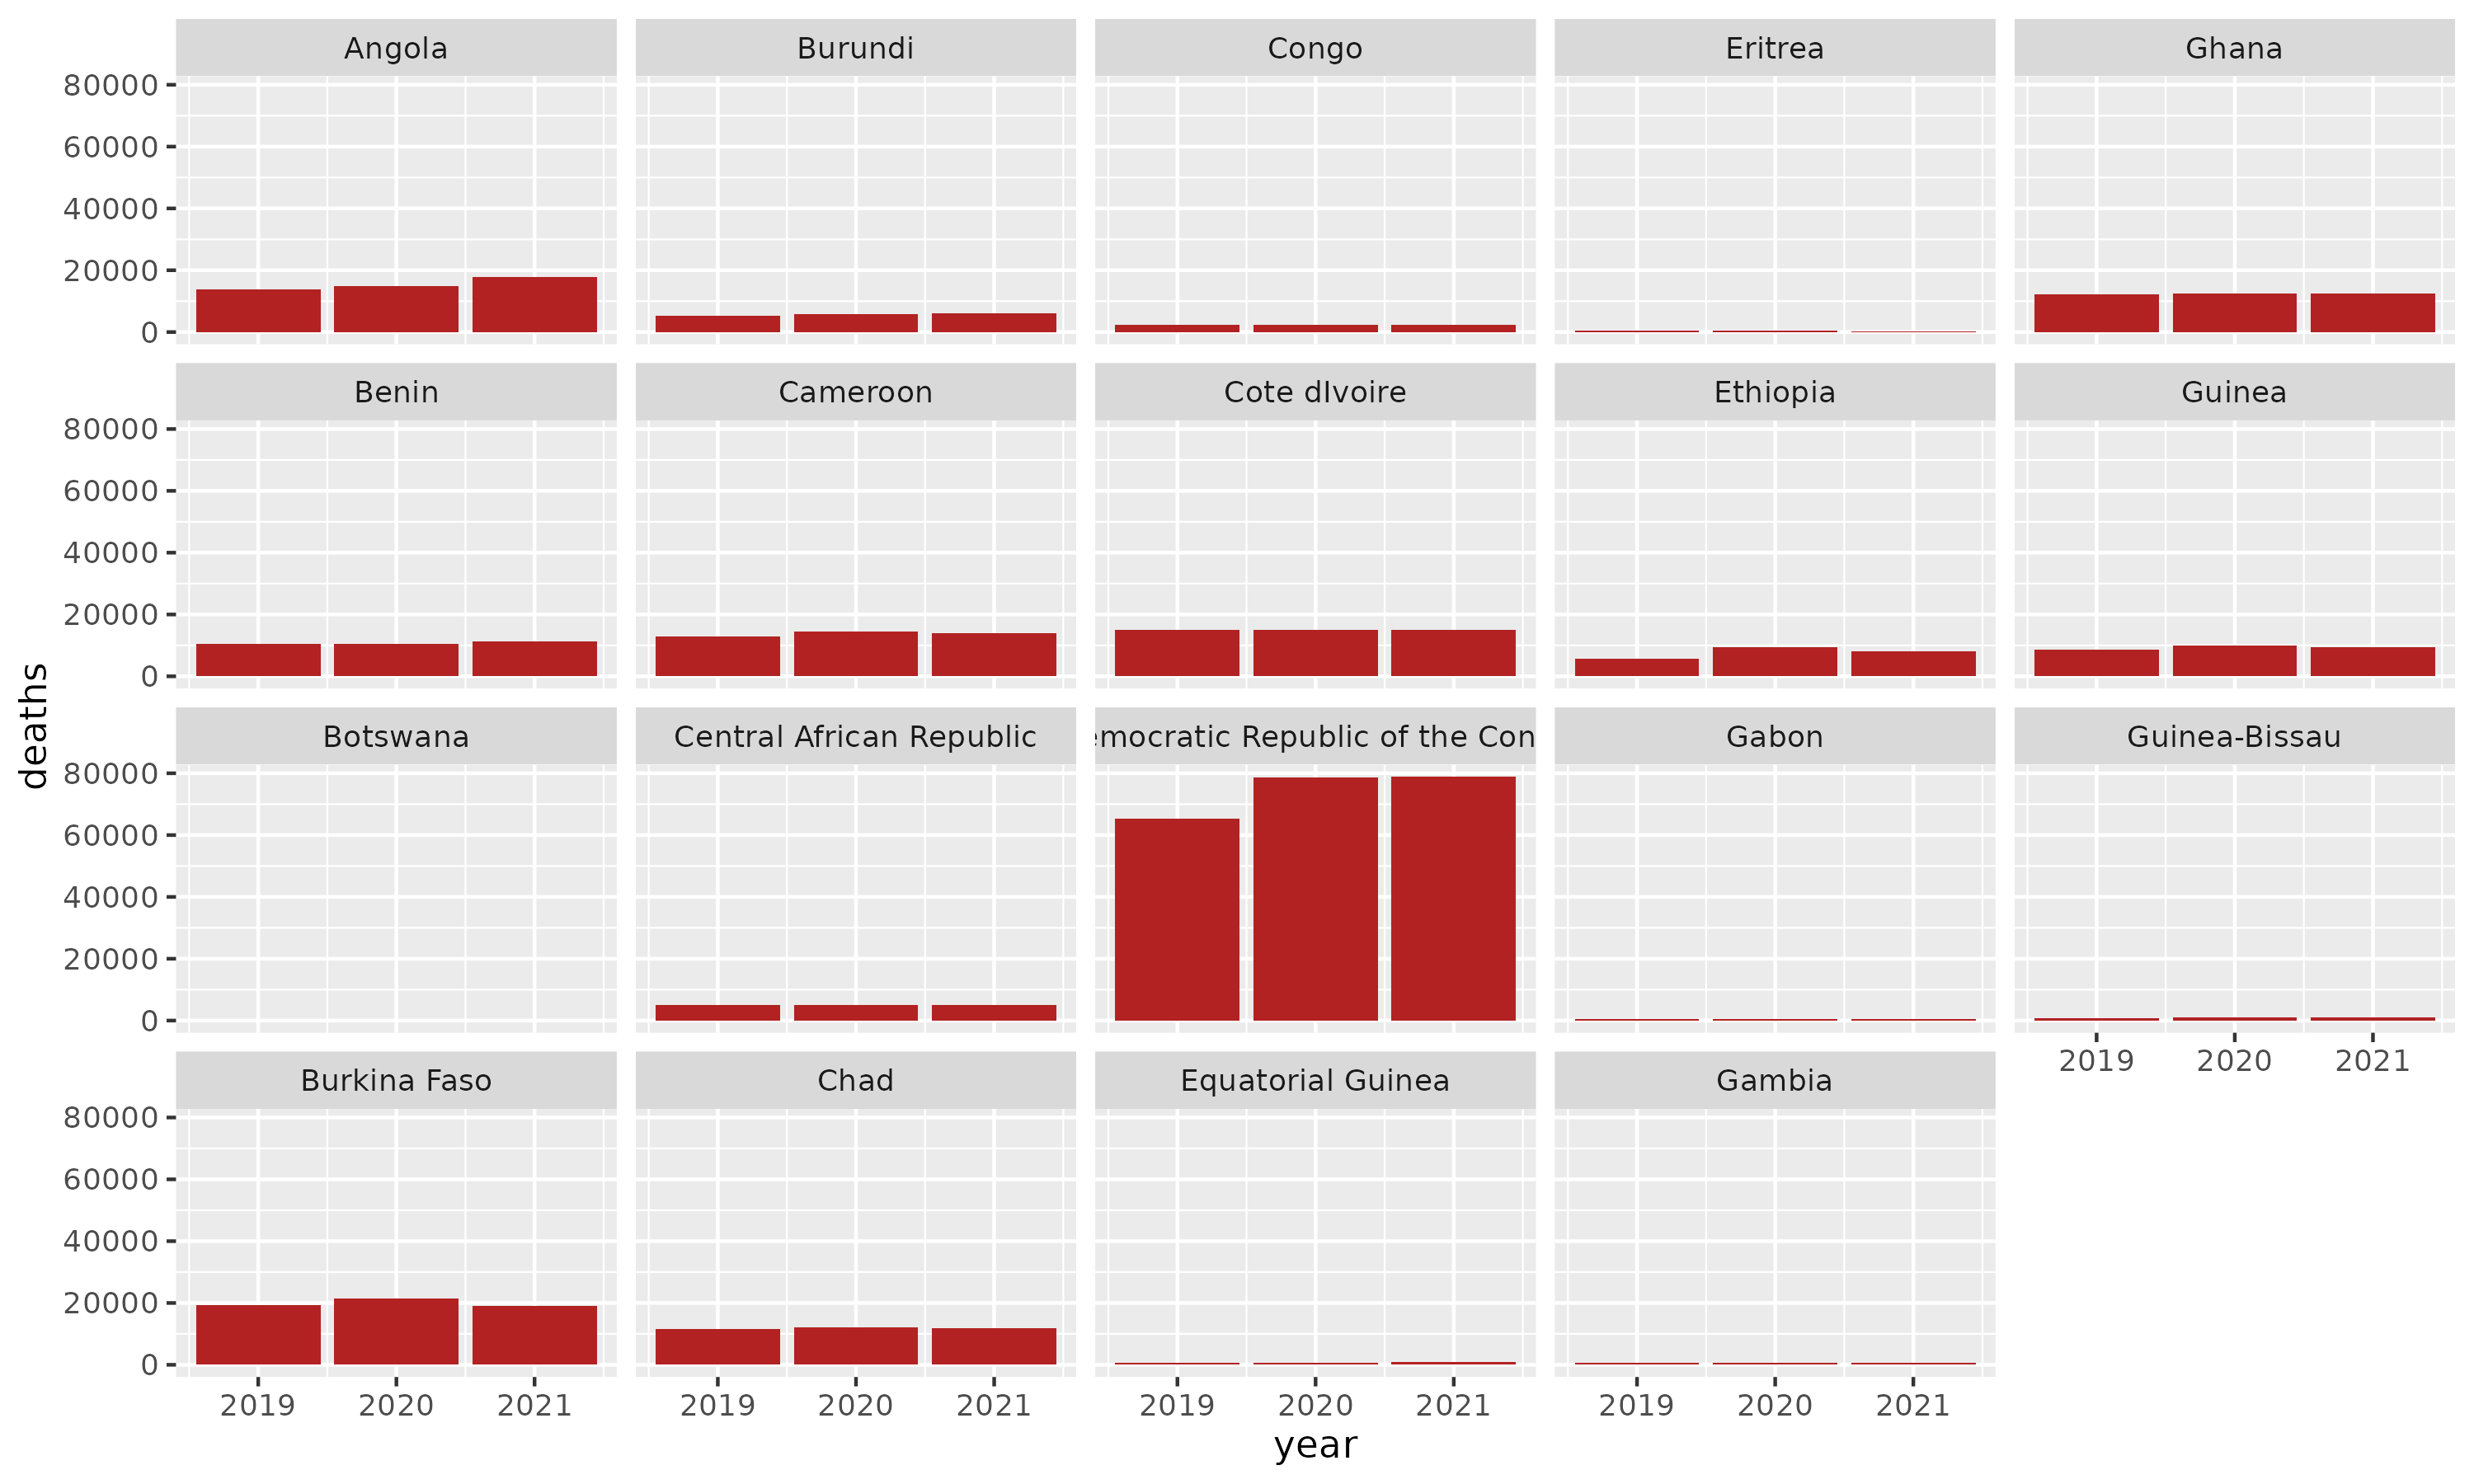 Angola
Burundi
Congo
Eritrea
Ghana
80000
60000
40000
20000
0
Benin
Cameroon
Cote dIvoire
Ethiopia
Guinea
80000
60000
40000
20000
0
deaths
Botswana
Central African Republic
emocratic Republic of the Con
Gabon
Guinea-Bissau
80000
60000
40000
20000
0
2019 2020 2021
Burkina Faso
Chad
Equatorial Guinea
Gambia
80000
60000
40000
20000
0
2019 2020 2021
2019 2020 2021
2019 2020 2021
2019 2020 2021
year